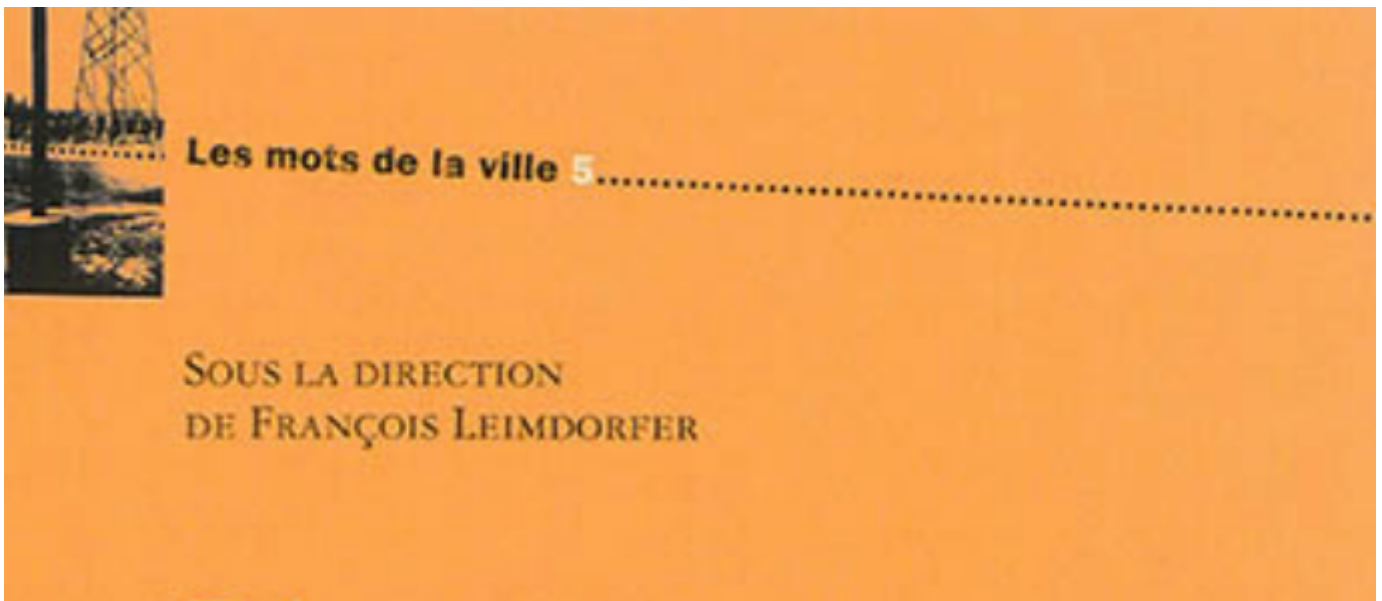 Les mots de la ville 5
SOUS LA DIRECTION
DE FRANÇOIS LEIMDORFER